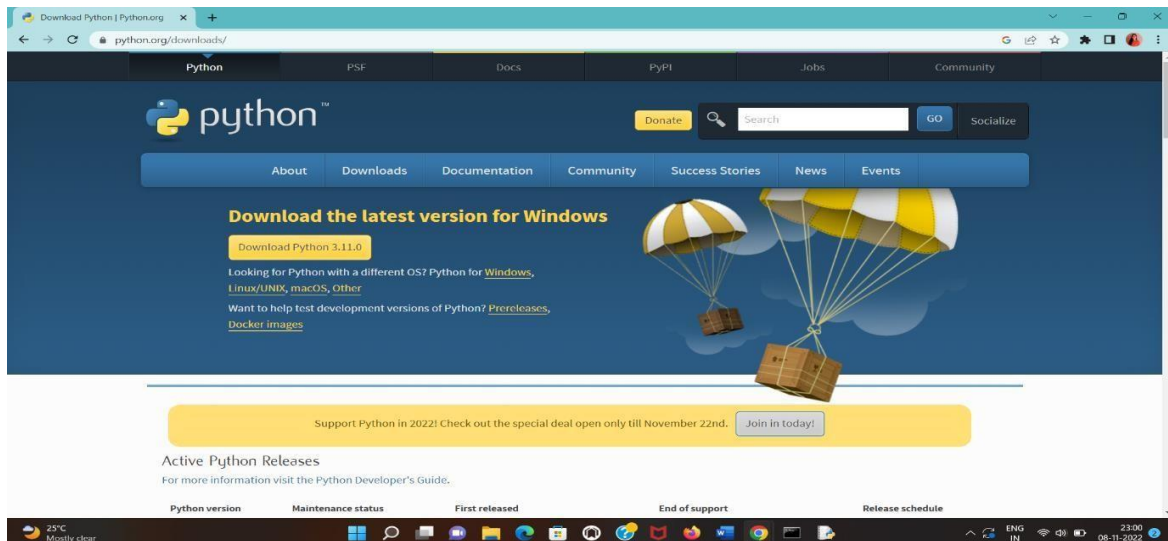 Download Python | Python.org
python.org/downloads/
Python PSF Docs PyPI Jobs Community
python™
Donate Search GO Socialize
About Downloads Documentation Community Success Stories News Events
Download the latest version for Windows
Download Python 3.11.0
Looking for Python with a different OS? Python for Windows,
Linux/UNIX, macOS, Other
Want to help test development versions of Python? Prereleases,
Docker images
Support Python in 2022! Check out the special deal open only till November 22nd. Join in today!
Active Python Releases
For more information visit the Python Developer's Guide.
Python version Maintenance status First released End of support Release schedule
25°C
Mostly clear
ENG
IN
23:00
08-11-2022